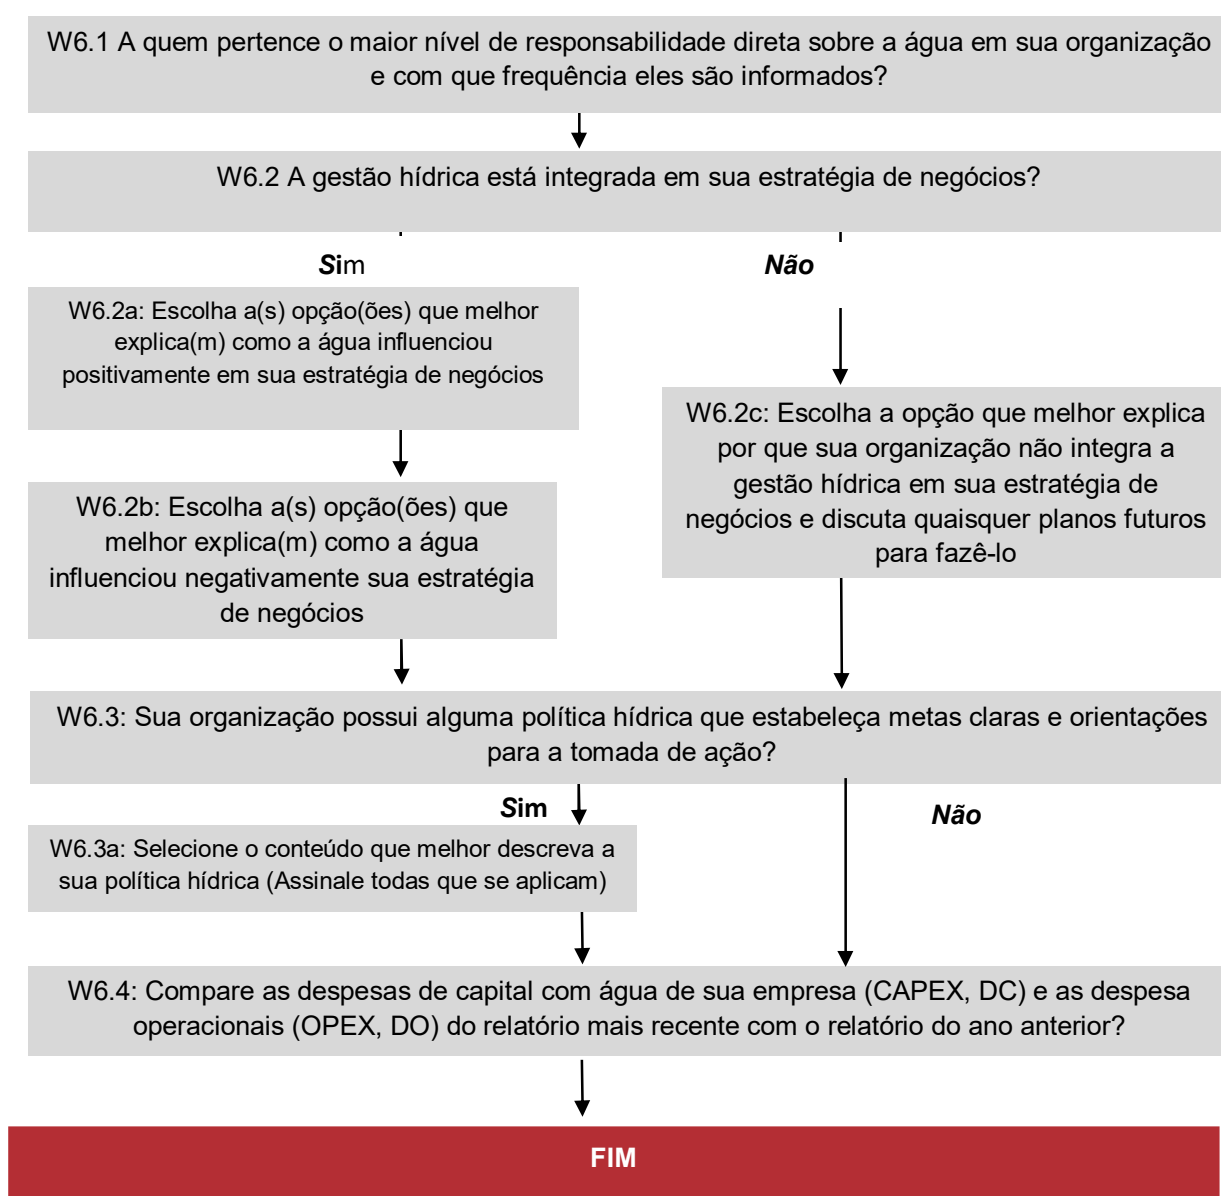 W6.1 A quem pertence o maior nível de responsabilidade direta sobre a água em sua organização
e com que frequência eles são informados?
W6.2 A gestão hídrica está integrada em sua estratégia de negócios?
Sim
Não
W6.2a: Escolha a(s) opção(ões) que melhor
explica(m) como a água influenciou
positivamente em sua estratégia de negócios
W6.2c: Escolha a opção que melhor explica
por que sua organização não integra a
gestão hídrica em sua estratégia de
negócios e discuta quaisquer planos futuros
para fazê-lo
W6.2b: Escolha a(s) opção(ões) que
melhor explica(m) como a água
influenciou negativamente sua estratégia
de negócios
W6.3: Sua organização possui alguma política hídrica que estabeleça metas claras e orientações
para a tomada de ação?
Sim
Não
W6.3a: Selecione o conteúdo que melhor descreva a
sua política hídrica (Assinale todas que se aplicam)
W6.4: Compare as despesas de capital com água de sua empresa (CAPEX, DC) e as despesa
operacionais (OPEX, DO) do relatório mais recente com o relatório do ano anterior?
FIM